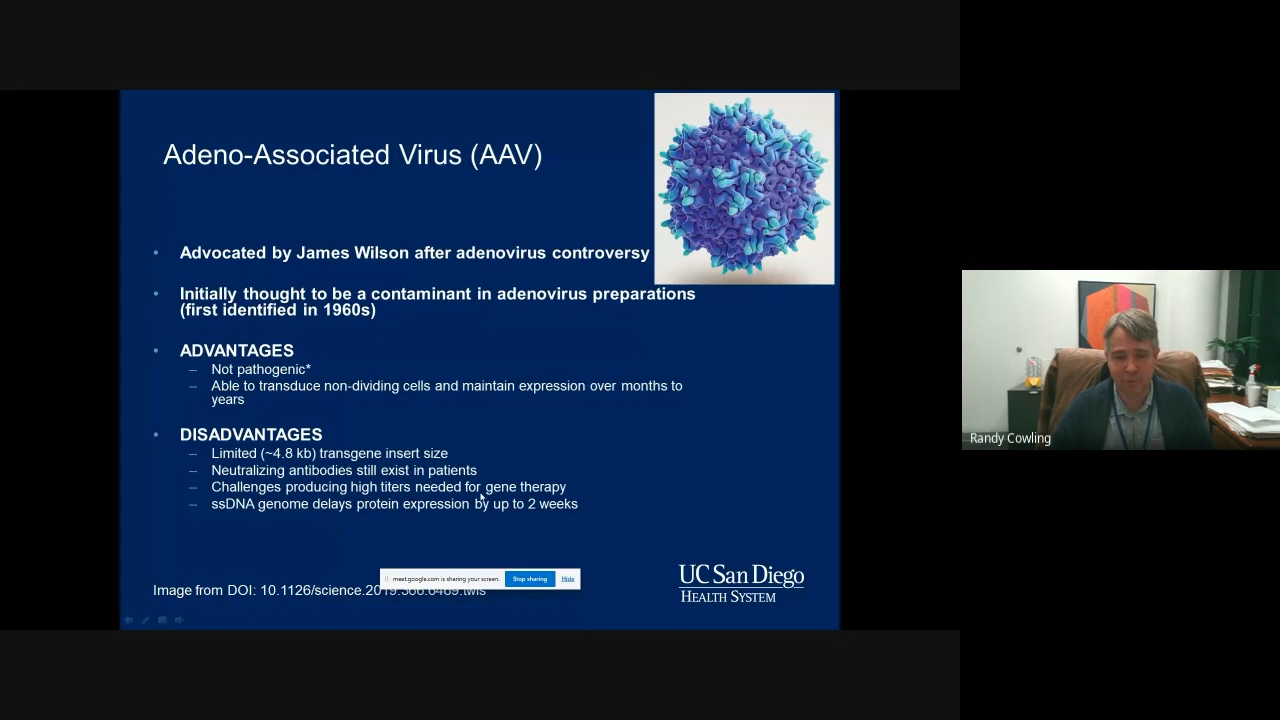 Adeno-Associated Virus (AAV)
• Advocated by James Wilson after adenovirus controversy
• Initially thought to be a contaminant in adenovirus preparations
(first identified in 1960s)
• ADVANTAGES
– Not pathogenic*
– Able to transduce non-dividing cells and maintain expression over months to
years
• DISADVANTAGES
– Limited (~4.8 kb) transgene insert size
– Neutralizing antibodies still exist in patients
– Challenges producing high titers needed for gene therapy
– ssDNA genome delays protein expression by up to 2 weeks
meet.google.com is sharing your screen. Stop sharing Hide
Image from DOI: 10.1126/science.2019.366.6469.twis
UC San Diego
HEALTH SYSTEM
Randy Cowling